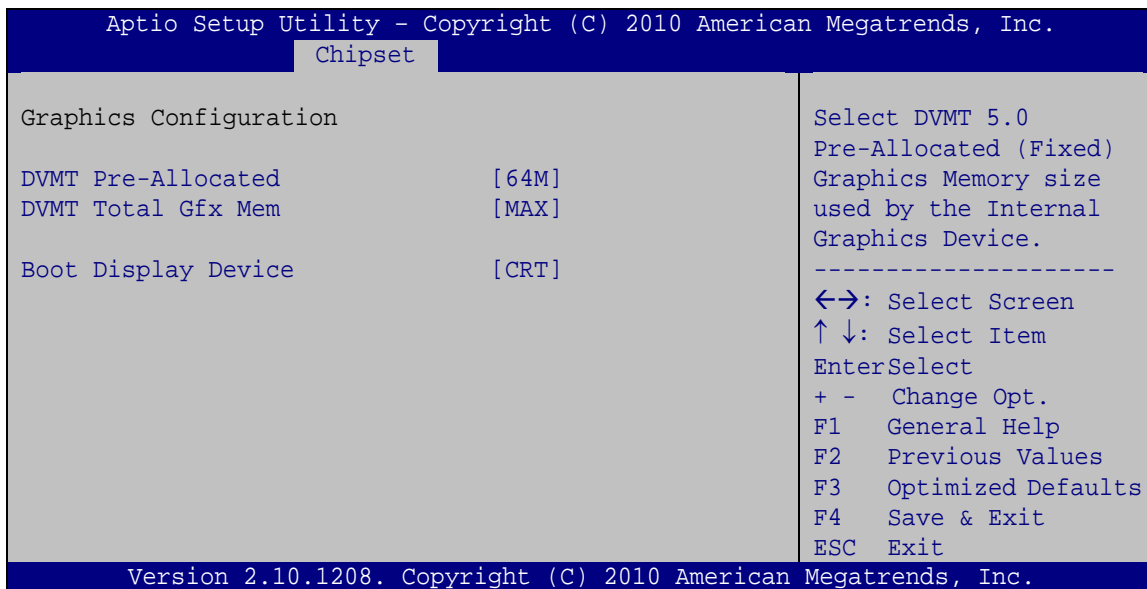 Aptio Setup Utility – Copyright (C) 2010 American Megatrends, Inc.
Chipset
Graphics Configuration
DVMT Pre-Allocated [64M]
DVMT Total Gfx Mem [MAX]
Boot Display Device [CRT]
Select DVMT 5.0
Pre-Allocated (Fixed)
Graphics Memory size
used by the Internal
Graphics Device.
---------------------
←→: Select Screen
↑ ↓: Select Item
EnterSelect
+ - Change Opt.
F1 General Help
F2 Previous Values
F3 Optimized Defaults
F4 Save & Exit
ESC Exit
Version 2.10.1208. Copyright (C) 2010 American Megatrends, Inc.